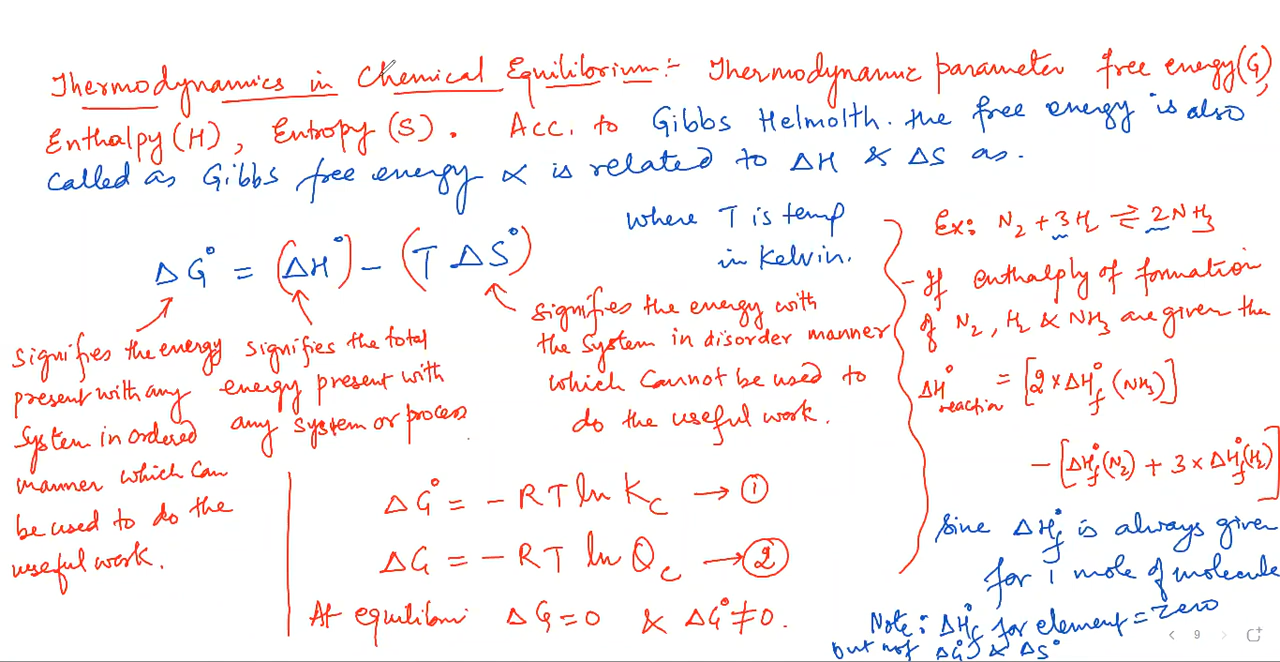 Thermodynamics in Chemical Equilibrium:- Thermodynamic parameter free energy(G),
Enthalpy (H), Entropy (S). Acc. to Gibbs Helmolth. the free energy is also
called as Gibbs free energy & is related to ΔH & ΔS as.
ΔG° = (ΔH°) - (T ΔS°)
where T is temp
in Kelvin.
signifies the energy
present with any
system in ordered
manner which can
be used to do the
useful work.
signifies the total
energy present with
any system or process
signifies the energy with
the system in disorder manner
which cannot be used to
do the useful work.
ΔG° = - RT ln Kc → ①
ΔG = - RT ln Qc → ②
At equilibri ΔG = 0 & ΔG° ≠ 0.
Ex: N₂ + 3H₂ ⇌ 2NH₃
- If enthalply of formation
of N₂, H₂ & NH₃ are given the
ΔH° reaction = [2 × ΔH°f (NH₃)]
- [ΔH°f(N₂) + 3 × ΔH°f(H₂)]
Sine ΔH°f is always given
for 1 mole of molecule
Note: ΔH°f for element = zero
but not ΔG° & ΔS°
9